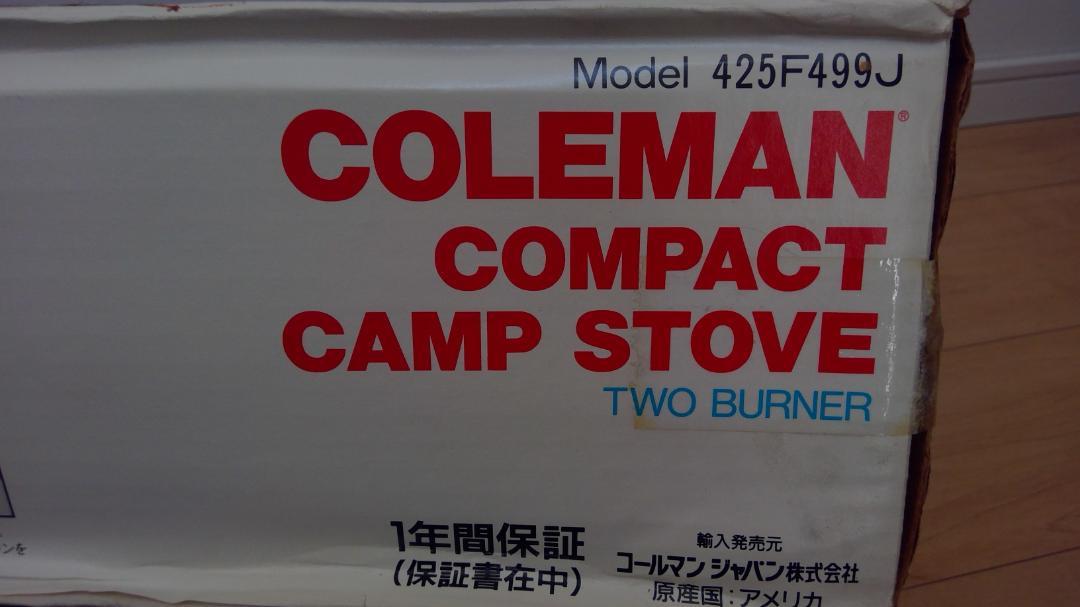 Model 425F499J
COLEMAN®
COMPACT
CAMP STOVE
TWO BURNER
1年間保証
(保証書在中)
輸入発売元
コールマン ジャパン株式会社
原産国:アメリカ
ンを